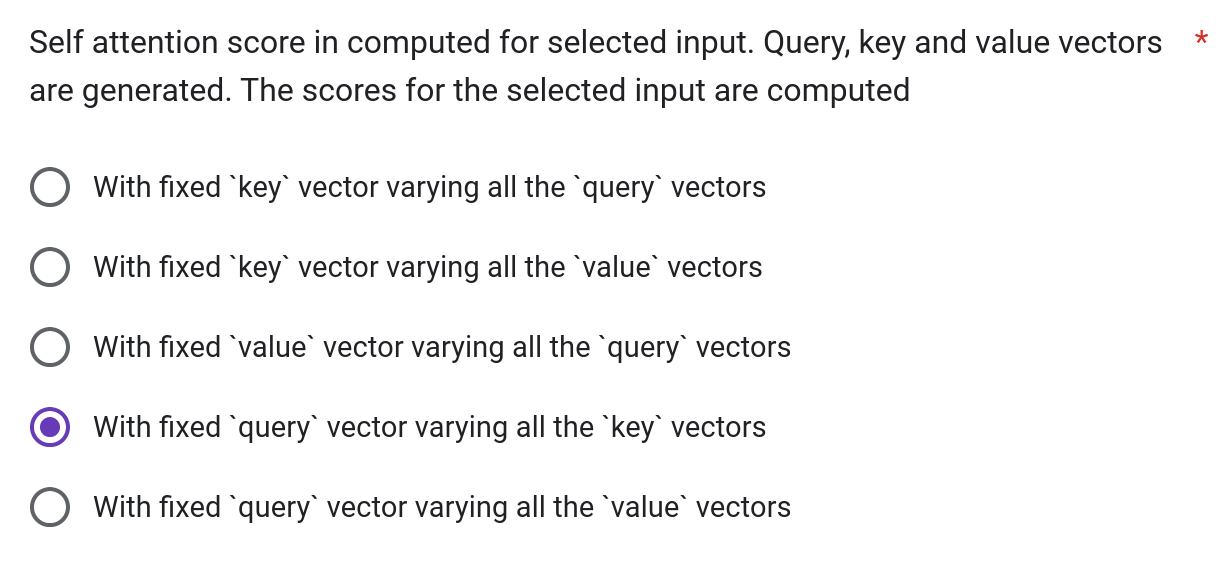 Self attention score in computed for selected input. Query, key and value vectors *
are generated. The scores for the selected input are computed
With fixed `key` vector varying all the `query` vectors
With fixed `key` vector varying all the `value` vectors
With fixed `value` vector varying all the `query` vectors
With fixed `query` vector varying all the `key` vectors
With fixed `query` vector varying all the `value` vectors